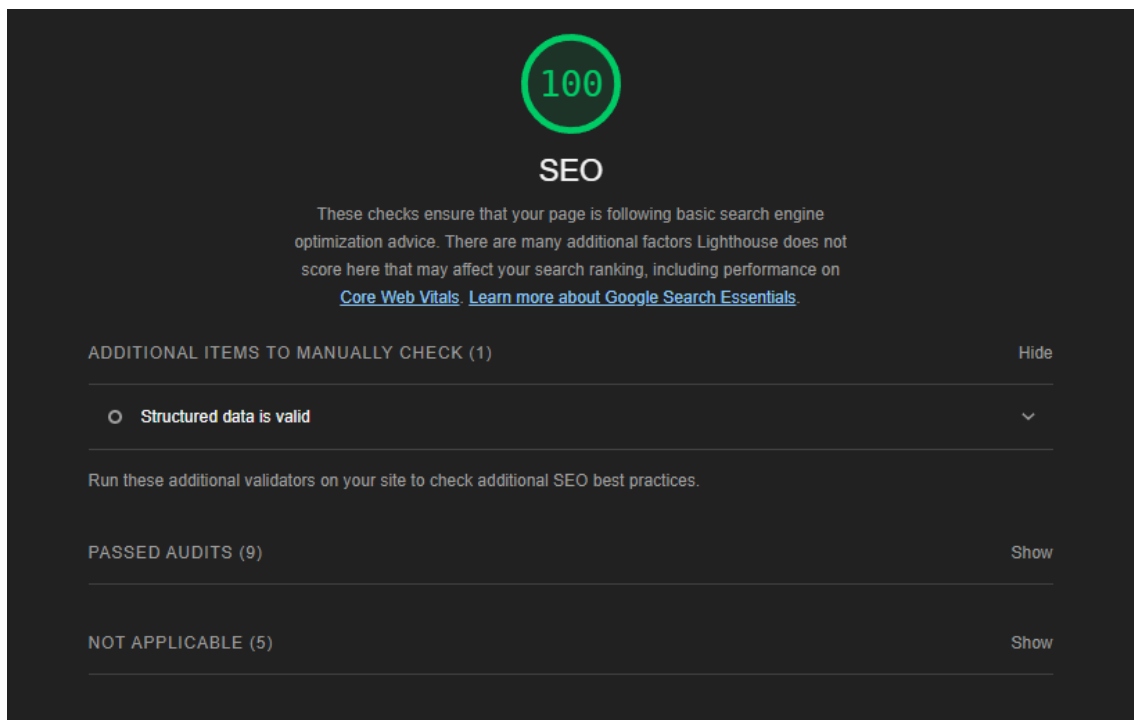 100
SEO
These checks ensure that your page is following basic search engine
optimization advice. There are many additional factors Lighthouse does not
score here that may affect your search ranking, including performance on
Core Web Vitals. Learn more about Google Search Essentials.
ADDITIONAL ITEMS TO MANUALLY CHECK (1) Hide
Structured data is valid
Run these additional validators on your site to check additional SEO best practices.
PASSED AUDITS (9) Show
NOT APPLICABLE (5) Show